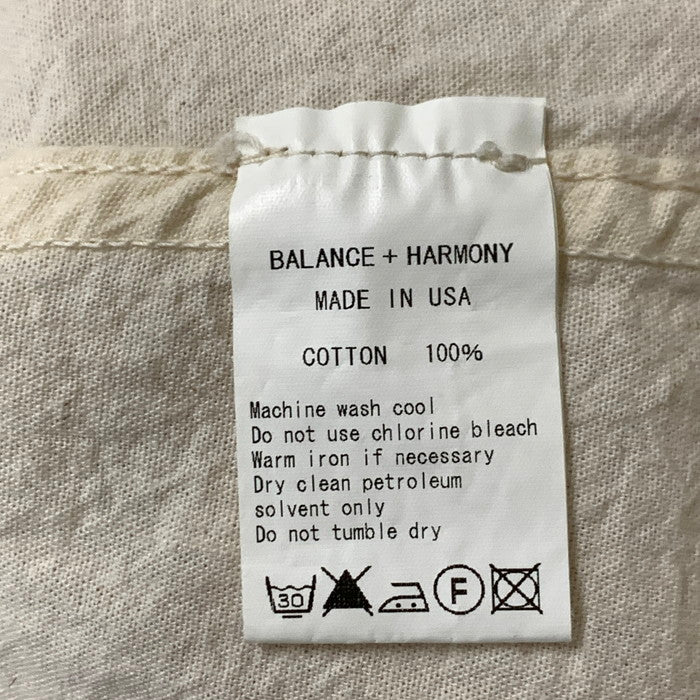 BALANCE + HARMONY
MADE IN USA
COTTON 100%
Machine wash cool
Do not use chlorine bleach
Warm iron if necessary
Dry clean petroleum
solvent only
Do not tumble dry
30 F